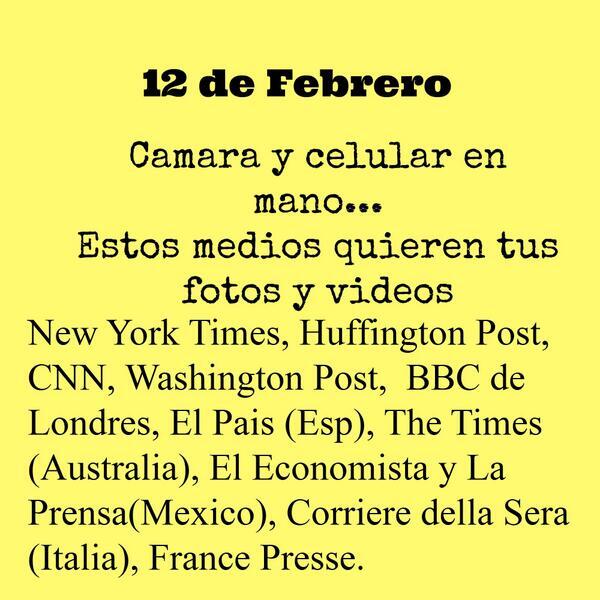 12 de Febrero
Camara y celular en
mano...
Estos medios quieren tus
fotos y videos
New York Times, Huffington Post,
CNN, Washington Post,  BBC de
Londres, El Pais (Esp), The Times
(Australia), El Economista y La
Prensa(Mexico), Corriere della Sera
(Italia), France Presse.